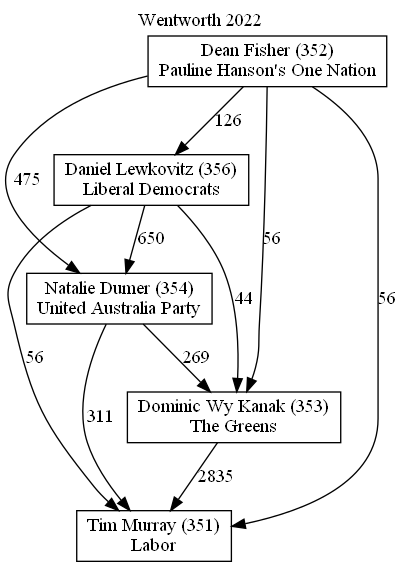 Wentworth 2022
Dean Fisher (352)
Pauline Hanson's One Nation
126
Daniel Lewkovitz (356)
Liberal Democrats
475
650
56
Natalie Dumer (354)
United Australia Party
44
56
56
269
Dominic Wy Kanak (353)
The Greens
311
2835
Tim Murray (351)
Labor